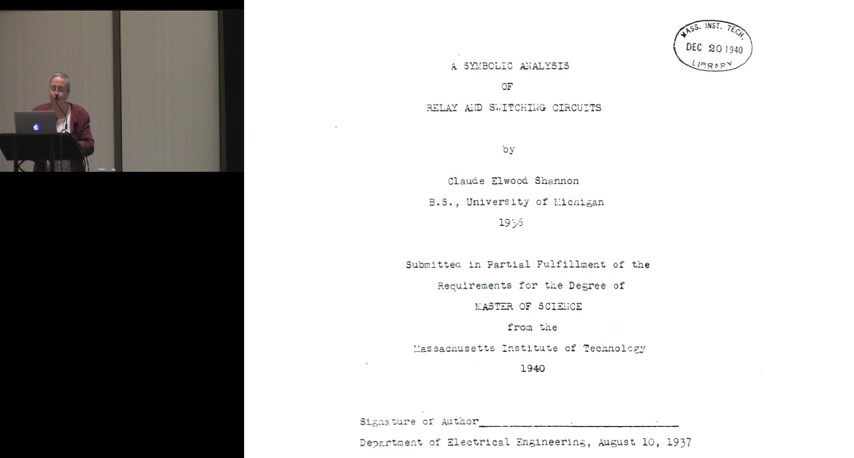 MASS. INST. TECH.
DEC 20 1940
LIBRARY
A SYMBOLIC ANALYSIS
OF
RELAY AND SWITCHING CIRCUITS
by
Claude Elwood Shannon
B.S., University of Michigan
1936
Submitted in Partial Fulfillment of the
Requirements for the Degree of
MASTER OF SCIENCE
from the
Massachusetts Institute of Technology
1940
Signature of Author
Department of Electrical Engineering, August 10, 1937